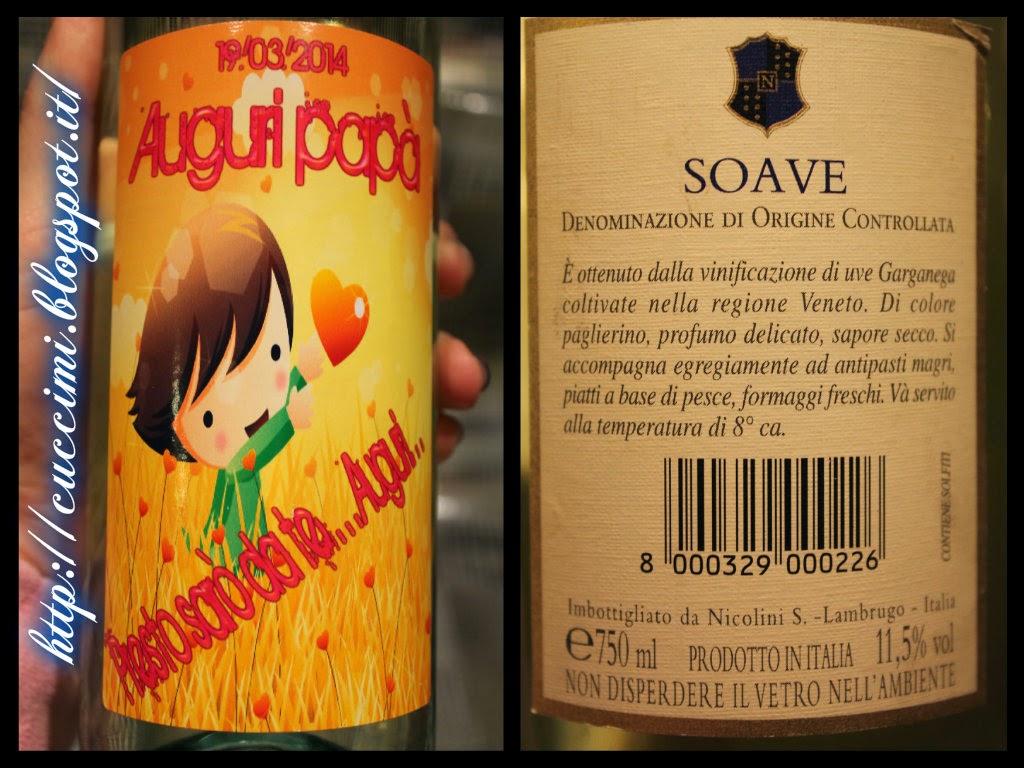 http://cuccimi.blogspot.it/
19/03/2014
Auguri papà
Presto sarò da te....Auguri...
N
SOAVE
DENOMINAZIONE DI ORIGINE CONTROLLATA
È ottenuto dalla vinificazione di uve Garganega
coltivate nella regione Veneto. Di colore
paglierino, profumo delicato, sapore secco. Si
accompagna egregiamente ad antipasti magri,
piatti a base di pesce, formaggi freschi. Và servito
alla temperatura di 8° ca.
CONTIENE SOLFITI
8 000329 000226
Imbottigliato da Nicolini S. -Lambrugo - Italia
e 750 ml PRODOTTO IN ITALIA 11,5% vol
NON DISPERDERE IL VETRO NELL'AMBIENTE